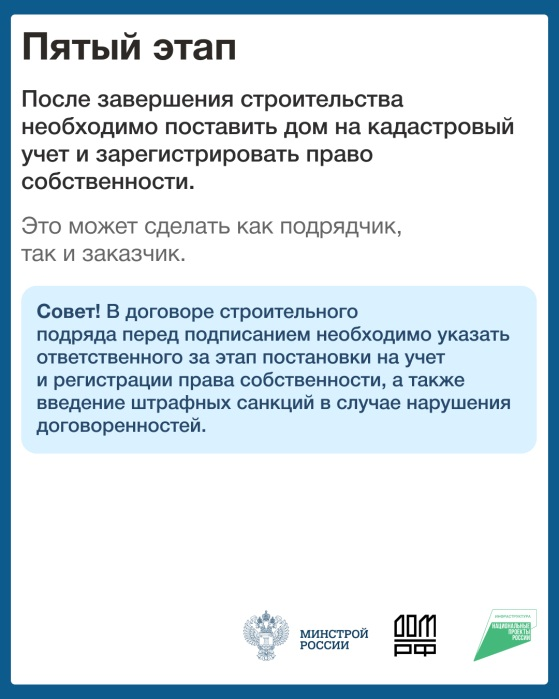 Пятый этап
После завершения строительства
необходимо поставить дом на кадастровый
учет и зарегистрировать право
собственности.
Это может сделать как подрядчик,
так и заказчик.
Совет! В договоре строительного
подряда перед подписанием необходимо указать
ответственного за этап постановки на учет
и регистрации права собственности, а также
введение штрафных санкций в случае нарушения
договоренностей.
МИНСТРОЙ
РОССИИ
ДОМ
РФ
ИНФРАСТРУКТУРА
НАЦИОНАЛЬНЫЕ
ПРОЕКТЫ
РОССИИ